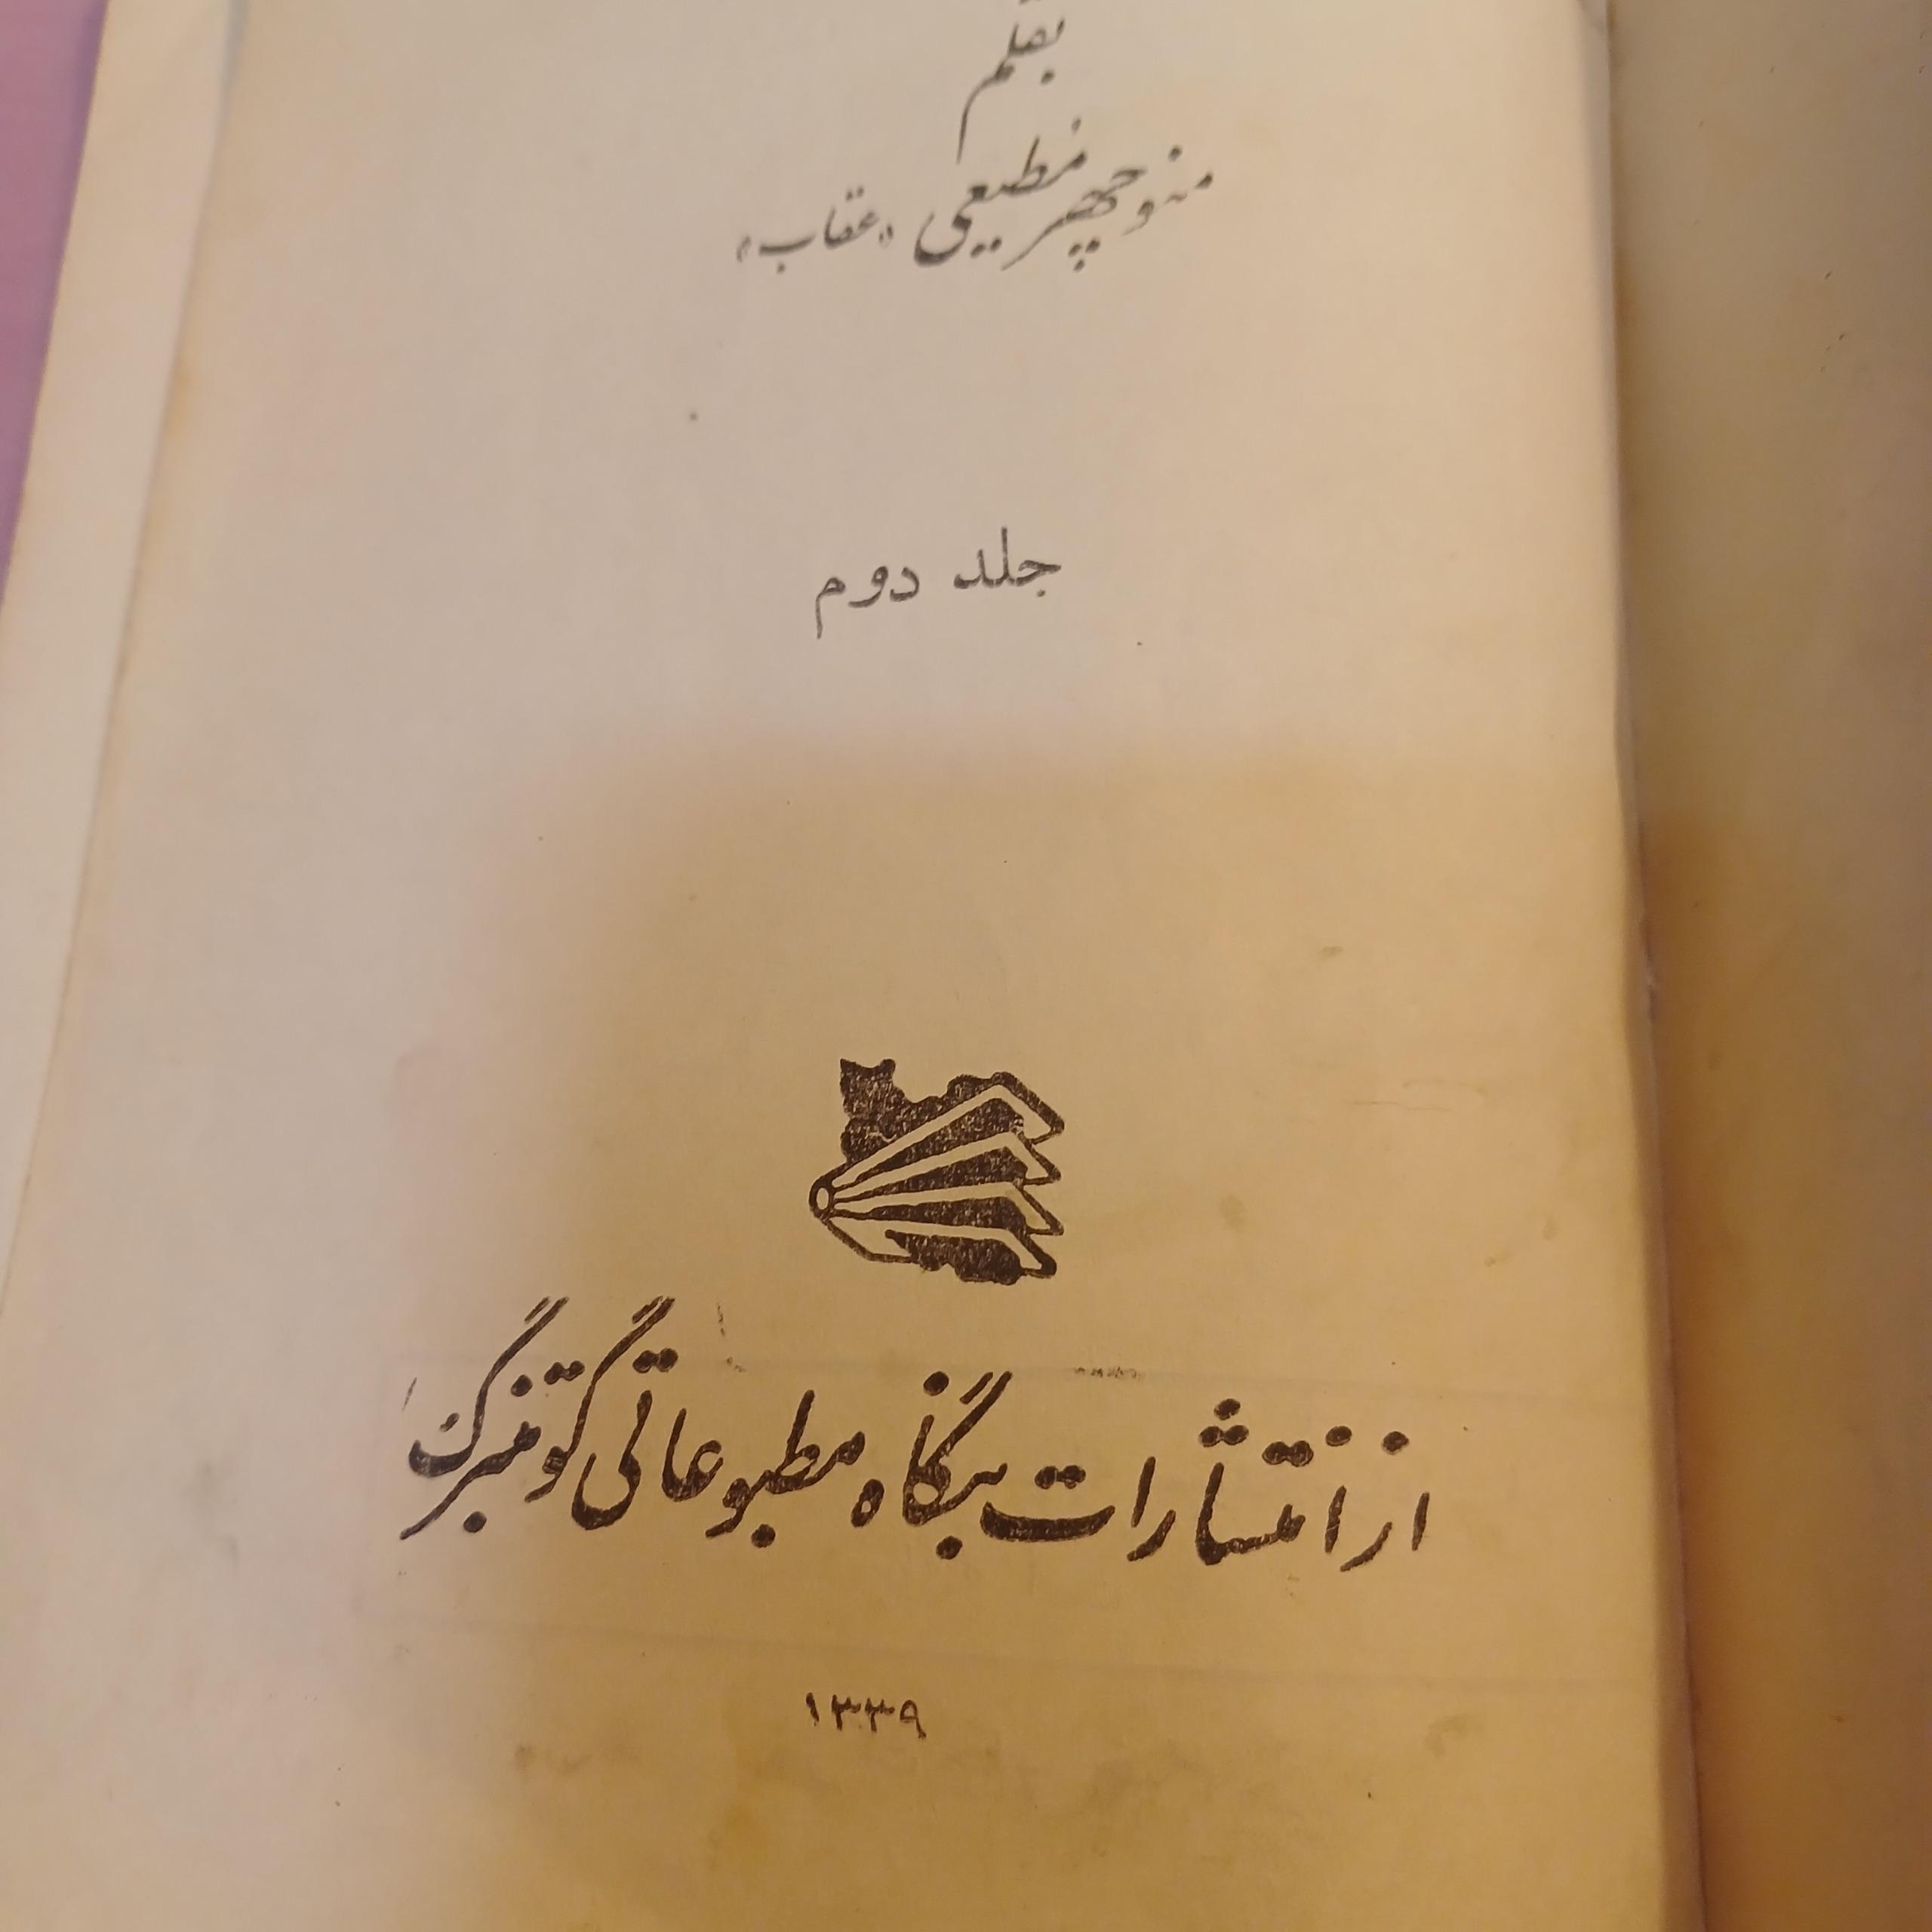 بقلم
منوچهر مطیعی «عقاب»
جلد دوم
از انتشارات بنگاه مطبوعاتی گوتنبرگ
۱۳۳۹